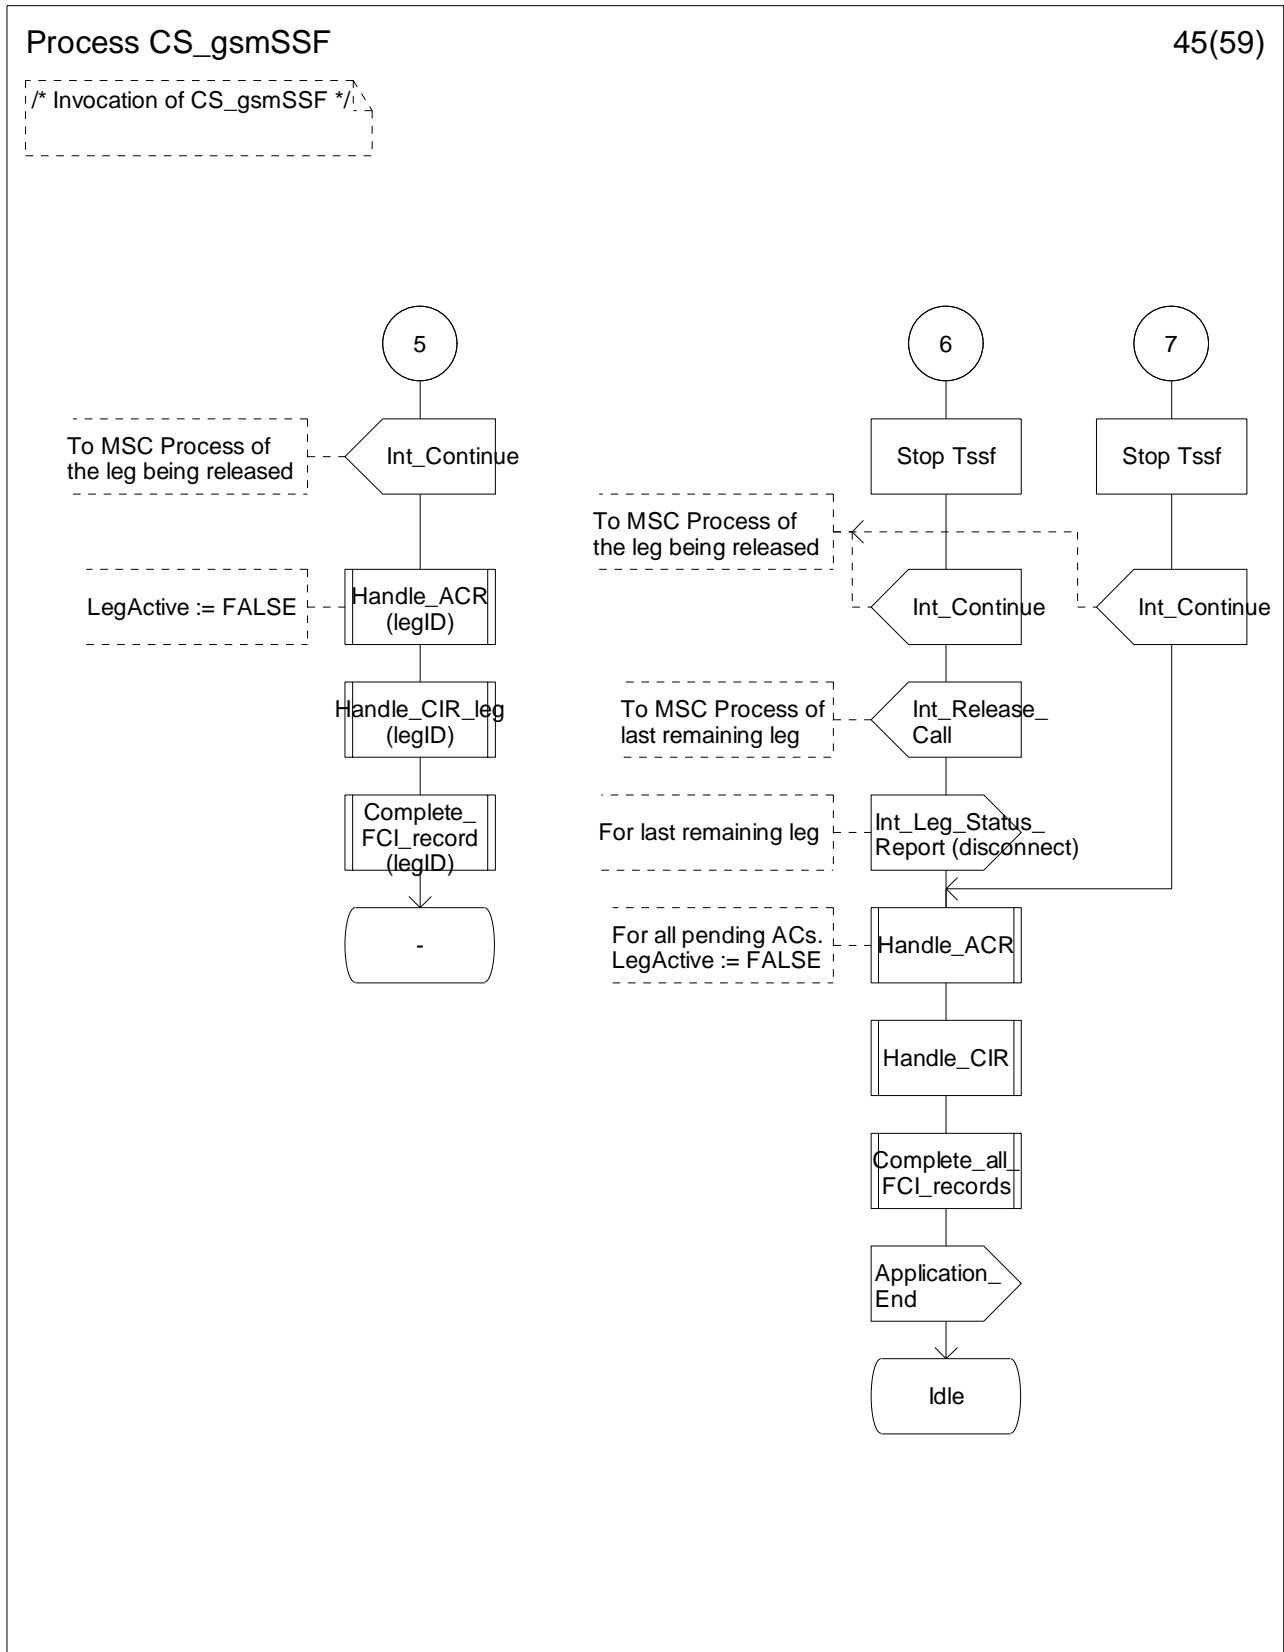 Process CS_gsmSSF
45(59)
/* Invocation of CS_gsmSSF */
5
To MSC Process of
the leg being released
Int_Continue
LegActive := FALSE
Handle_ACR
(legID)
Handle_CIR_leg
(legID)
Complete_
FCI_record
(legID)
-
6
Stop Tssf
To MSC Process of
the leg being released
Int_Continue
To MSC Process of
last remaining leg
Int_Release_
Call
For last remaining leg
Int_Leg_Status_
Report (disconnect)
For all pending ACs.
LegActive := FALSE
Handle_ACR
Handle_CIR
Complete_all_
FCI_records
Application_
End
Idle
7
Stop Tssf
Int_Continue